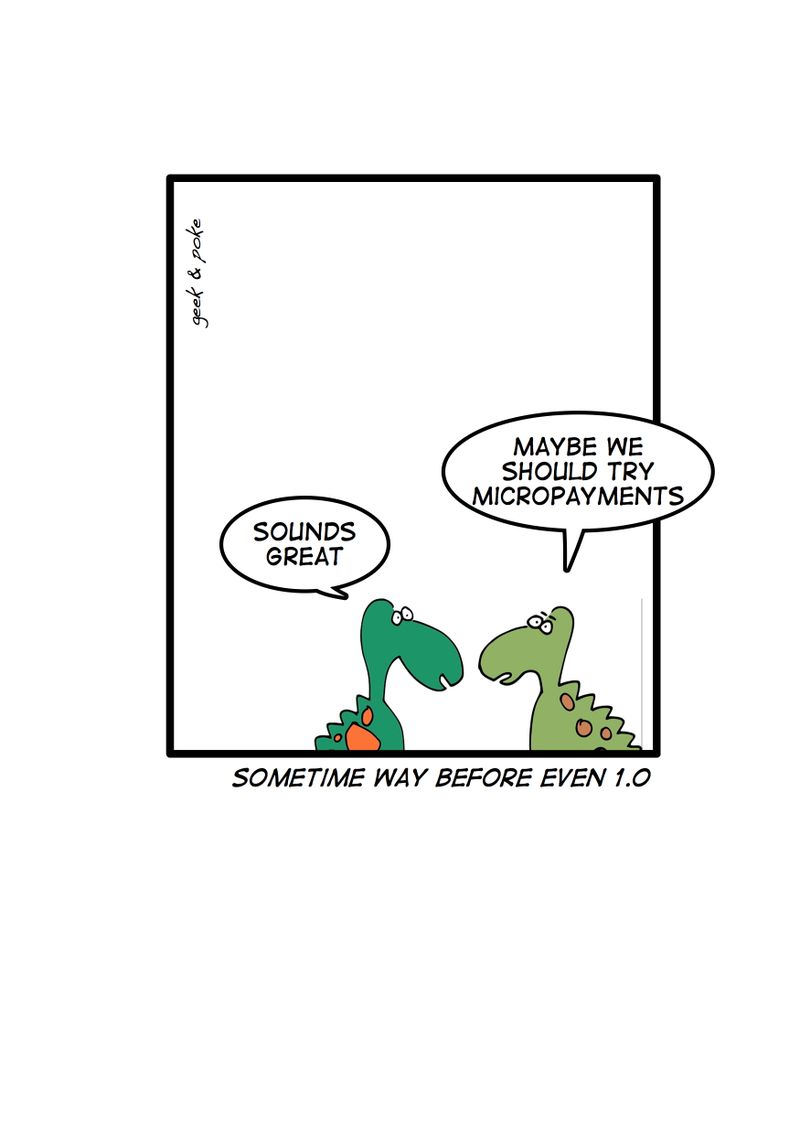 geek & poke
MAYBE WE
SHOULD TRY
MICROPAYMENTS
SOUNDS
GREAT
SOMETIME WAY BEFORE EVEN 1.0